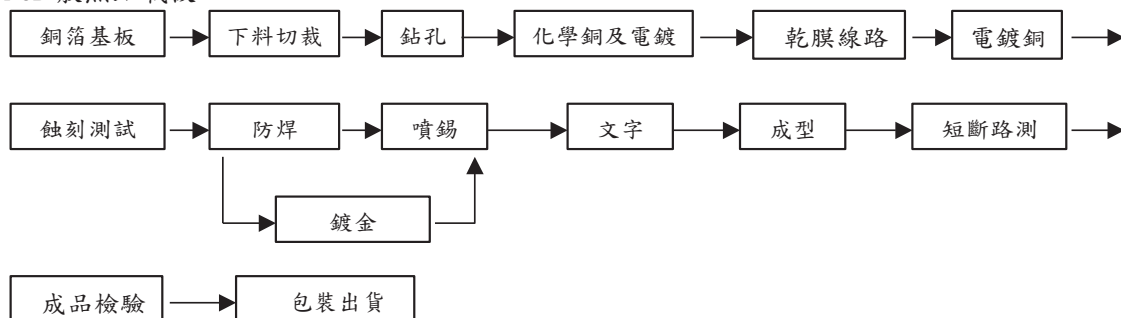 銅箔基板 下料切裁 鉆孔 化學銅及電鍍 乾膜線路 電鍍銅
蝕刻測試 防焊 噴錫 文字 成型 短斷路測
鍍金
成品檢驗 包裝出貨